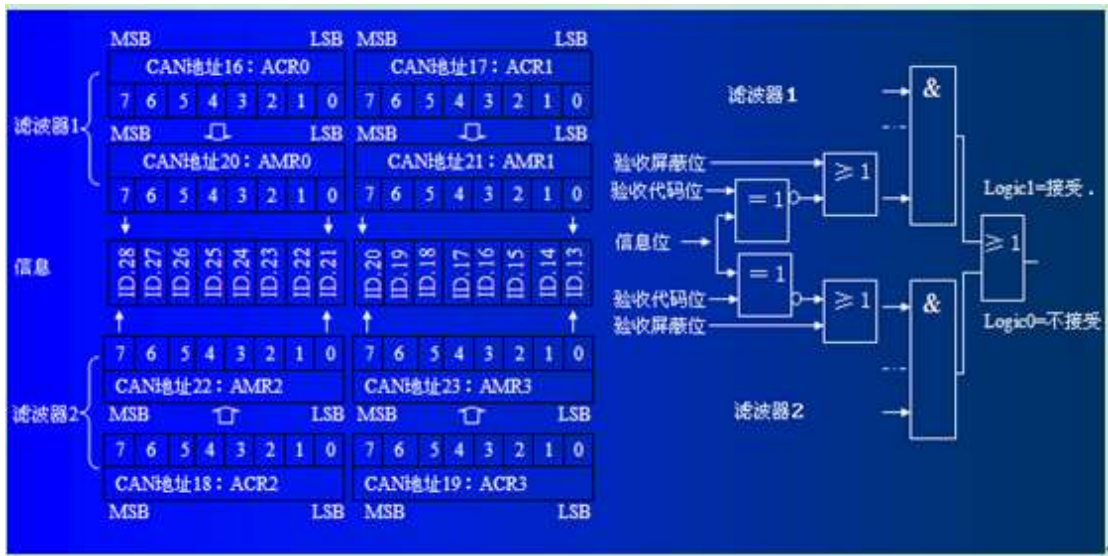 MSB LSB MSB LSB
CAN地址16：ACR0 CAN地址17：ACR1
7 6 5 4 3 2 1 0 7 6 5 4 3 2 1 0
滤波器1
MSB LSB MSB LSB
CAN地址20：AMR0 CAN地址21：AMR1
7 6 5 4 3 2 1 0 7 6 5 4 3 2 1 0
信息
ID.28 ID.27 ID.26 ID.25 ID.24 ID.23 ID.22 ID.21 ID.20 ID.19 ID.18 ID.17 ID.16 ID.15 ID.14 ID.13
7 6 5 4 3 2 1 0 7 6 5 4 3 2 1 0
CAN地址22：AMR2 CAN地址23：AMR3
滤波器2
MSB LSB MSB LSB
7 6 5 4 3 2 1 0 7 6 5 4 3 2 1 0
CAN地址18：ACR2 CAN地址19：ACR3
MSB LSB MSB LSB
滤波器1
&
验收屏蔽位
≥1
验收代码位
=1
Logic1=接受.
信息位
≥1
=1
验收代码位
≥1
&
验收屏蔽位
Logic0=不接受
滤波器2